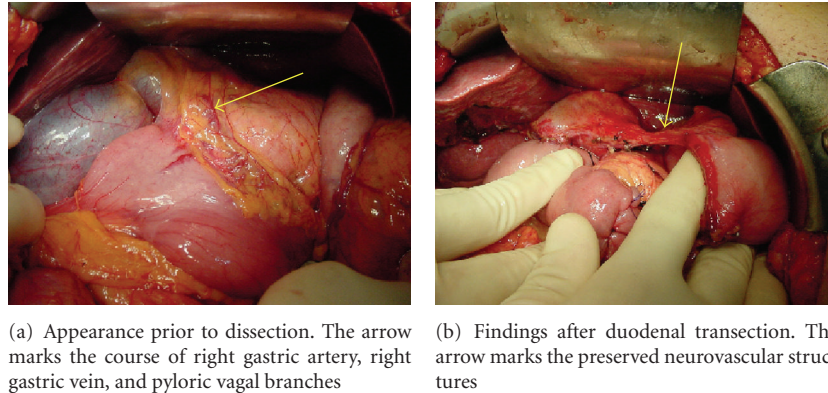 (a) Appearance prior to dissection. The arrow
marks the course of right gastric artery, right
gastric vein, and pyloric vagal branches
(b) Findings after duodenal transection. Th
arrow marks the preserved neurovascular struc
tures